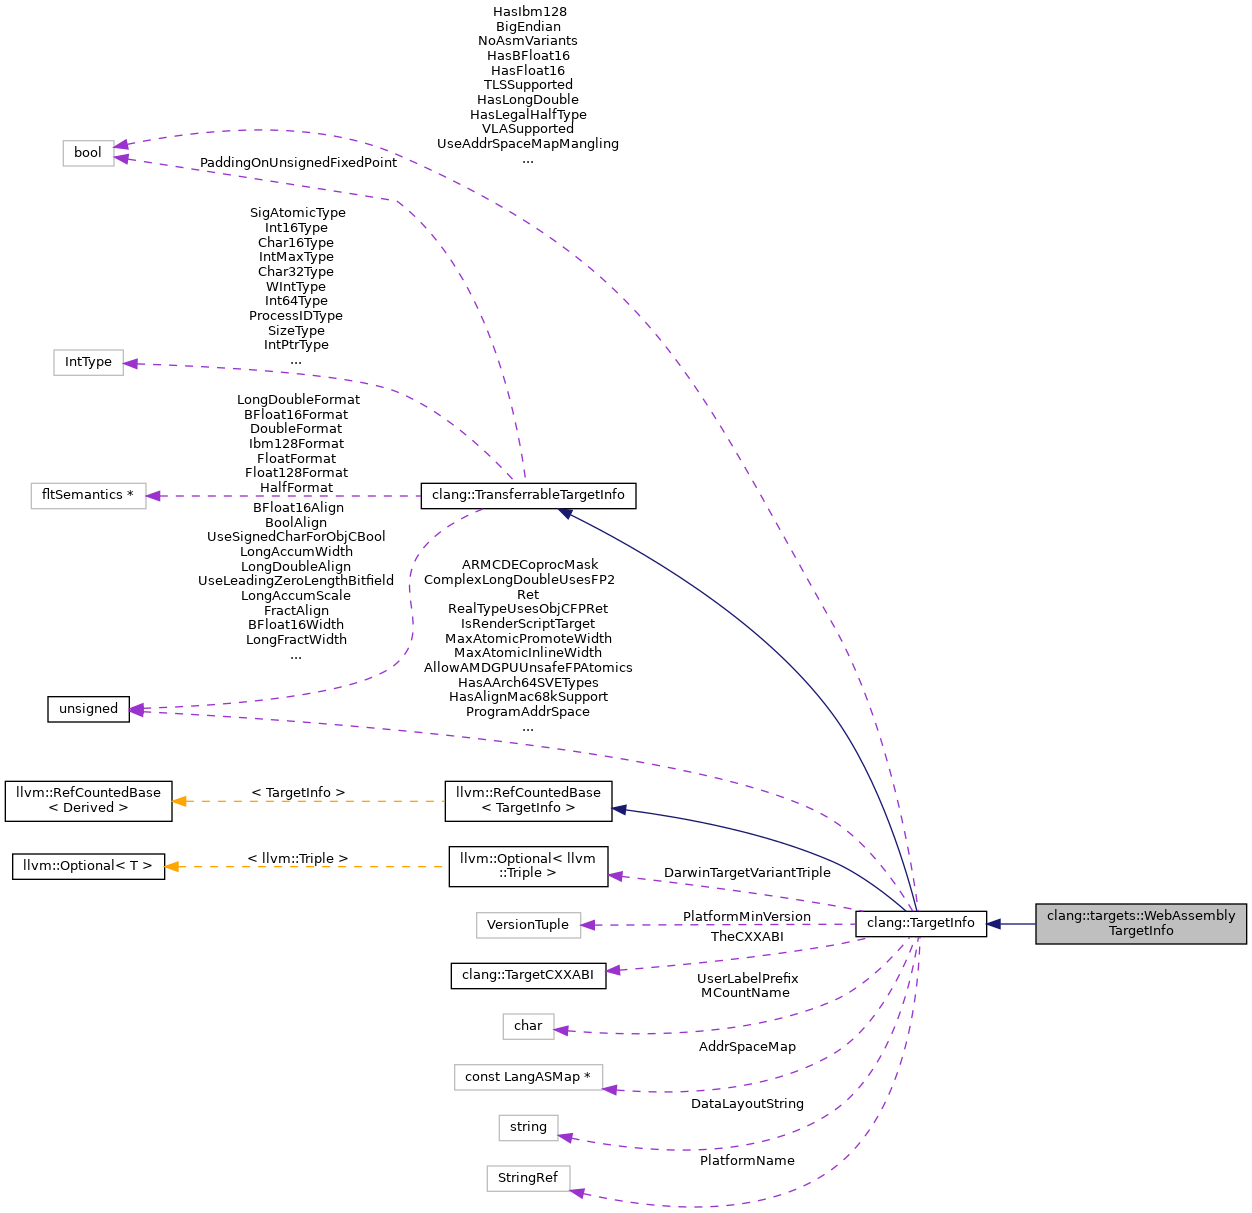 HasIbm128
BigEndian
NoAsmVariants
HasBFloat16
HasFloat16
TLSSupported
HasLongDouble
HasLegalHalfType
VLASupported
UseAddrSpaceMapMangling
...
bool
PaddingOnUnsignedFixedPoint
SigAtomicType
Int16Type
Char16Type
IntMaxType
Char32Type
WIntType
Int64Type
ProcessIDType
SizeType
IntPtrType
...
IntType
LongDoubleFormat
BFloat16Format
DoubleFormat
Ibm128Format
FloatFormat
Float128Format
HalfFormat
fltSemantics *
clang::TransferrableTargetInfo
BFloat16Align
BoolAlign
UseSignedCharForObjCBool
LongAccumWidth
LongDoubleAlign
UseLeadingZeroLengthBitfield
LongAccumScale
FractAlign
BFloat16Width
LongFractWidth
...
ARMCDECoprocMask
ComplexLongDoubleUsesFP2
Ret
RealTypeUsesObjCFPRet
IsRenderScriptTarget
MaxAtomicPromoteWidth
MaxAtomicInlineWidth
AllowAMDGPUUnsafeFPAtomics
HasAArch64SVETypes
HasAlignMac68kSupport
ProgramAddrSpace
...
unsigned
llvm::RefCountedBase
< Derived >
< TargetInfo >
llvm::RefCountedBase
< TargetInfo >
llvm::Optional< T >
< llvm::Triple >
llvm::Optional< llvm
::Triple >
DarwinTargetVariantTriple
VersionTuple
PlatformMinVersion
clang::TargetInfo
clang::targets::WebAssembly
TargetInfo
TheCXXABI
clang::TargetCXXABI
UserLabelPrefix
MCountName
char
AddrSpaceMap
const LangASMap *
DataLayoutString
string
PlatformName
StringRef